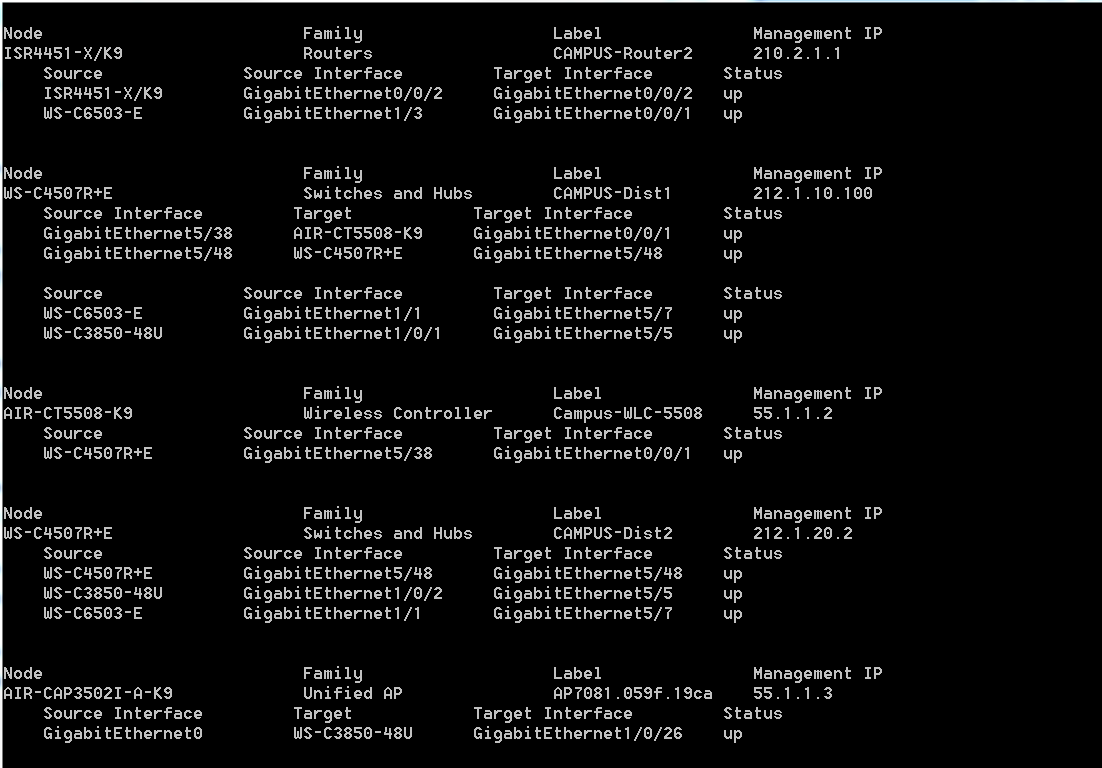 Node Family Label Management IP
ISR4451-X/K9 Routers CAMPUS-Router2 210.2.1.1
Source Source Interface Target Interface Status
ISR4451-X/K9 GigabitEthernet0/0/2 GigabitEthernet0/0/2 up
WS-C6503-E GigabitEthernet1/3 GigabitEthernet0/0/1 up
Node Family Label Management IP
WS-C4507R+E Switches and Hubs CAMPUS-Dist1 212.1.10.100
Source Interface Target Target Interface Status
GigabitEthernet5/38 AIR-CT5508-K9 GigabitEthernet0/0/1 up
GigabitEthernet5/48 WS-C4507R+E GigabitEthernet5/48 up
Source Source Interface Target Interface Status
WS-C6503-E GigabitEthernet1/1 GigabitEthernet5/7 up
WS-C3850-48U GigabitEthernet1/0/1 GigabitEthernet5/5 up
Node Family Label Management IP
AIR-CT5508-K9 Wireless Controller Campus-WLC-5508 55.1.1.2
Source Source Interface Target Interface Status
WS-C4507R+E GigabitEthernet5/38 GigabitEthernet0/0/1 up
Node Family Label Management IP
WS-C4507R+E Switches and Hubs CAMPUS-Dist2 212.1.20.2
Source Source Interface Target Interface Status
WS-C4507R+E GigabitEthernet5/48 GigabitEthernet5/48 up
WS-C3850-48U GigabitEthernet1/0/2 GigabitEthernet5/5 up
WS-C6503-E GigabitEthernet1/1 GigabitEthernet5/7 up
Node Family Label Management IP
AIR-CAP3502I-A-K9 Unified AP AP7081.059f.19ca 55.1.1.3
Source Interface Target Target Interface Status
GigabitEthernet0 WS-C3850-48U GigabitEthernet1/0/26 up